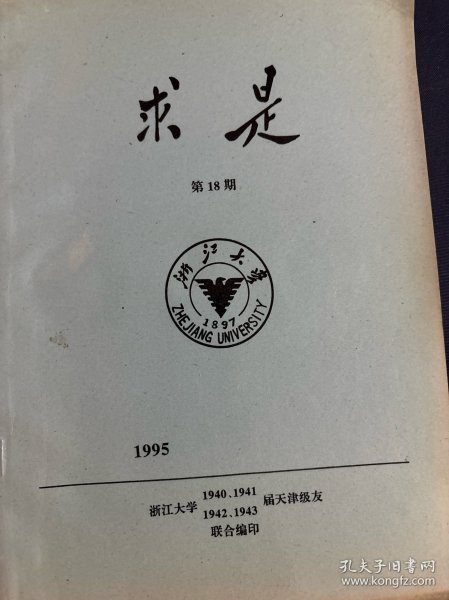 求是
第18期
浙江大学
1897
ZHEJIANG UNIVERSITY
1995
浙江大学 1940、1941 届天津级友
1942、1943
联合编印
孔夫子旧书网
www.kongfz.com